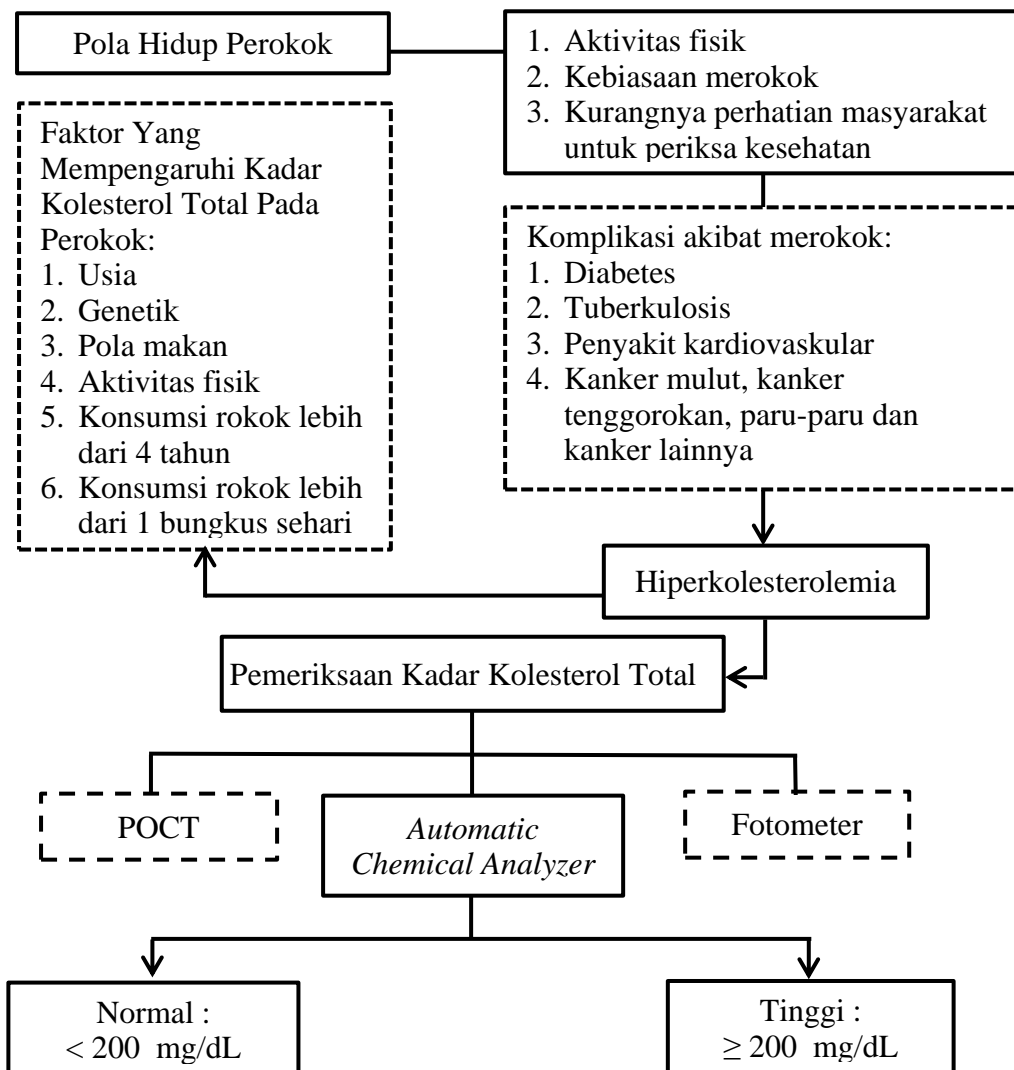 Pola Hidup Perokok
1. Aktivitas fisik
2. Kebiasaan merokok
3. Kurangnya perhatian masyarakat
untuk periksa kesehatan
Faktor Yang
Mempengaruhi Kadar
Kolesterol Total Pada
Perokok:
1. Usia
2. Genetik
3. Pola makan
4. Aktivitas fisik
5. Konsumsi rokok lebih
dari 4 tahun
6. Konsumsi rokok lebih
dari 1 bungkus sehari
Komplikasi akibat merokok:
1. Diabetes
2. Tuberkulosis
3. Penyakit kardiovaskular
4. Kanker mulut, kanker
tenggorokan, paru-paru dan
kanker lainnya
Hiperkolesterolemia
Pemeriksaan Kadar Kolesterol Total
POCT
Automatic
Chemical Analyzer
Fotometer
Normal :
< 200 mg/dL
Tinggi :
≥ 200 mg/dL